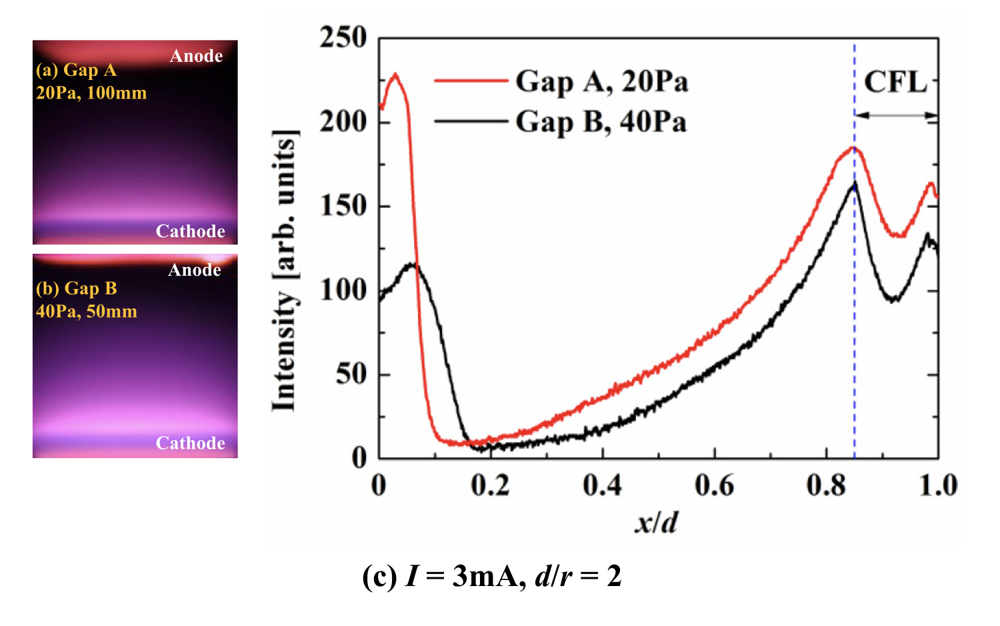 Anode
(a) Gap A
20Pa, 100mm
Cathode
Anode
(b) Gap B
40Pa, 50mm
Cathode
Intensity [arb. units]
250
200
150
100
50
0
Gap A, 20Pa
Gap B, 40Pa
CFL
0 0.2 0.4 0.6 0.8 1.0
x/d
(c) I = 3mA, d/r = 2